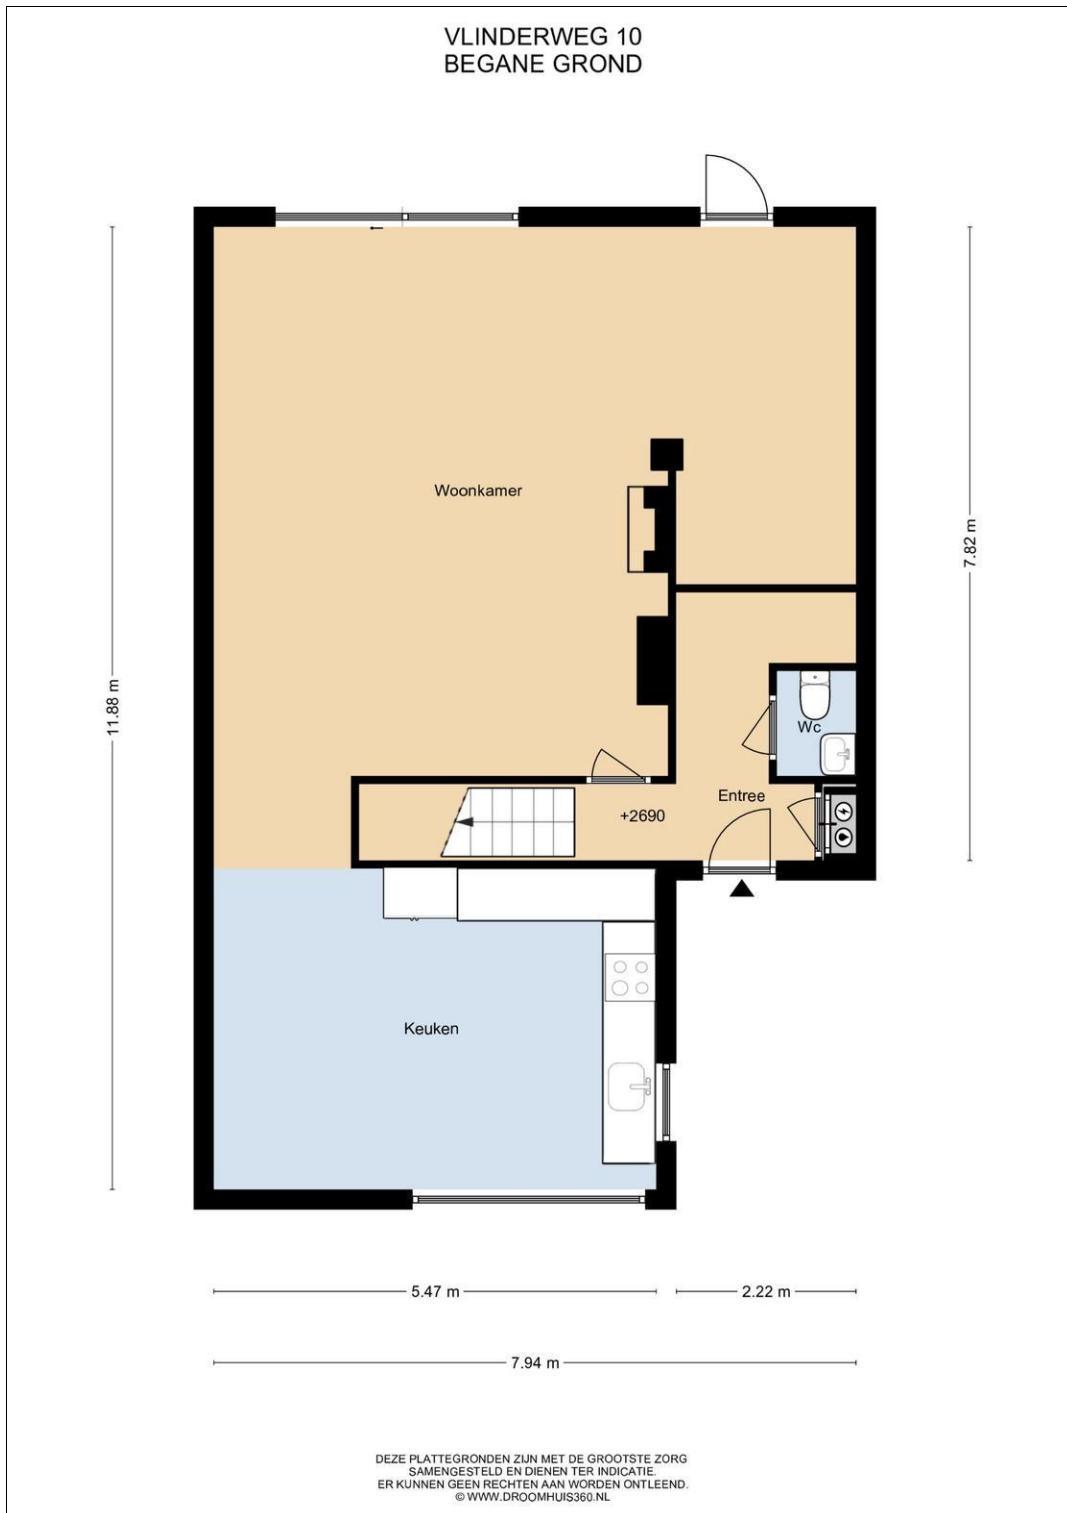 VLINDERWEG 10
BEGANE GROND
Woonkamer
7.82 m
11.88 m
Wc
Entree
+2690
Keuken
5.47 m
2.22 m
7.94 m
DEZE PLATTEGRONDEN ZIJN MET DE GROOTSTE ZORG
SAMENGESTELD EN DIENEN TER INDICATIE.
ER KUNNEN GEEN RECHTEN AAN WORDEN ONTLEEND.
© WWW.DROOMHUIS360.NL